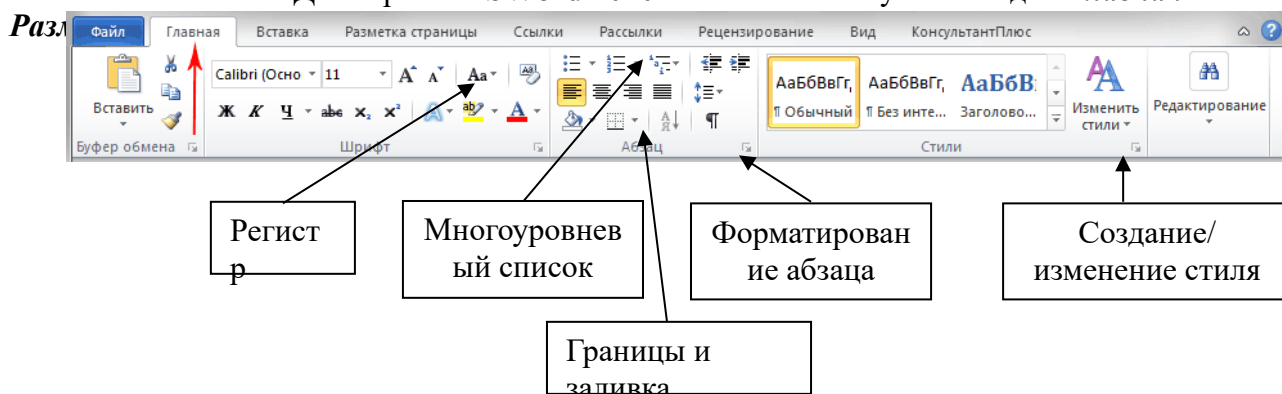 Разм
Файл Главная Вставка Разметка страницы Ссылки Рассылки Рецензирование Вид КонсультантПлюс
Calibri (Осно 11 Aa
АаБбВвГг, АаБбВвГг, АаБбВ
Вставить
Ж К Ч abc x₂ x² A
¶ Обычный ¶ Без инте... Заголово...
Изменить стили
Редактирование
Буфер обмена Шрифт Абзац Стили
Регист
р
Многоуровнев
ый список
Форматирован
ие абзаца
Создание/
изменение стиля
Границы и
заливка